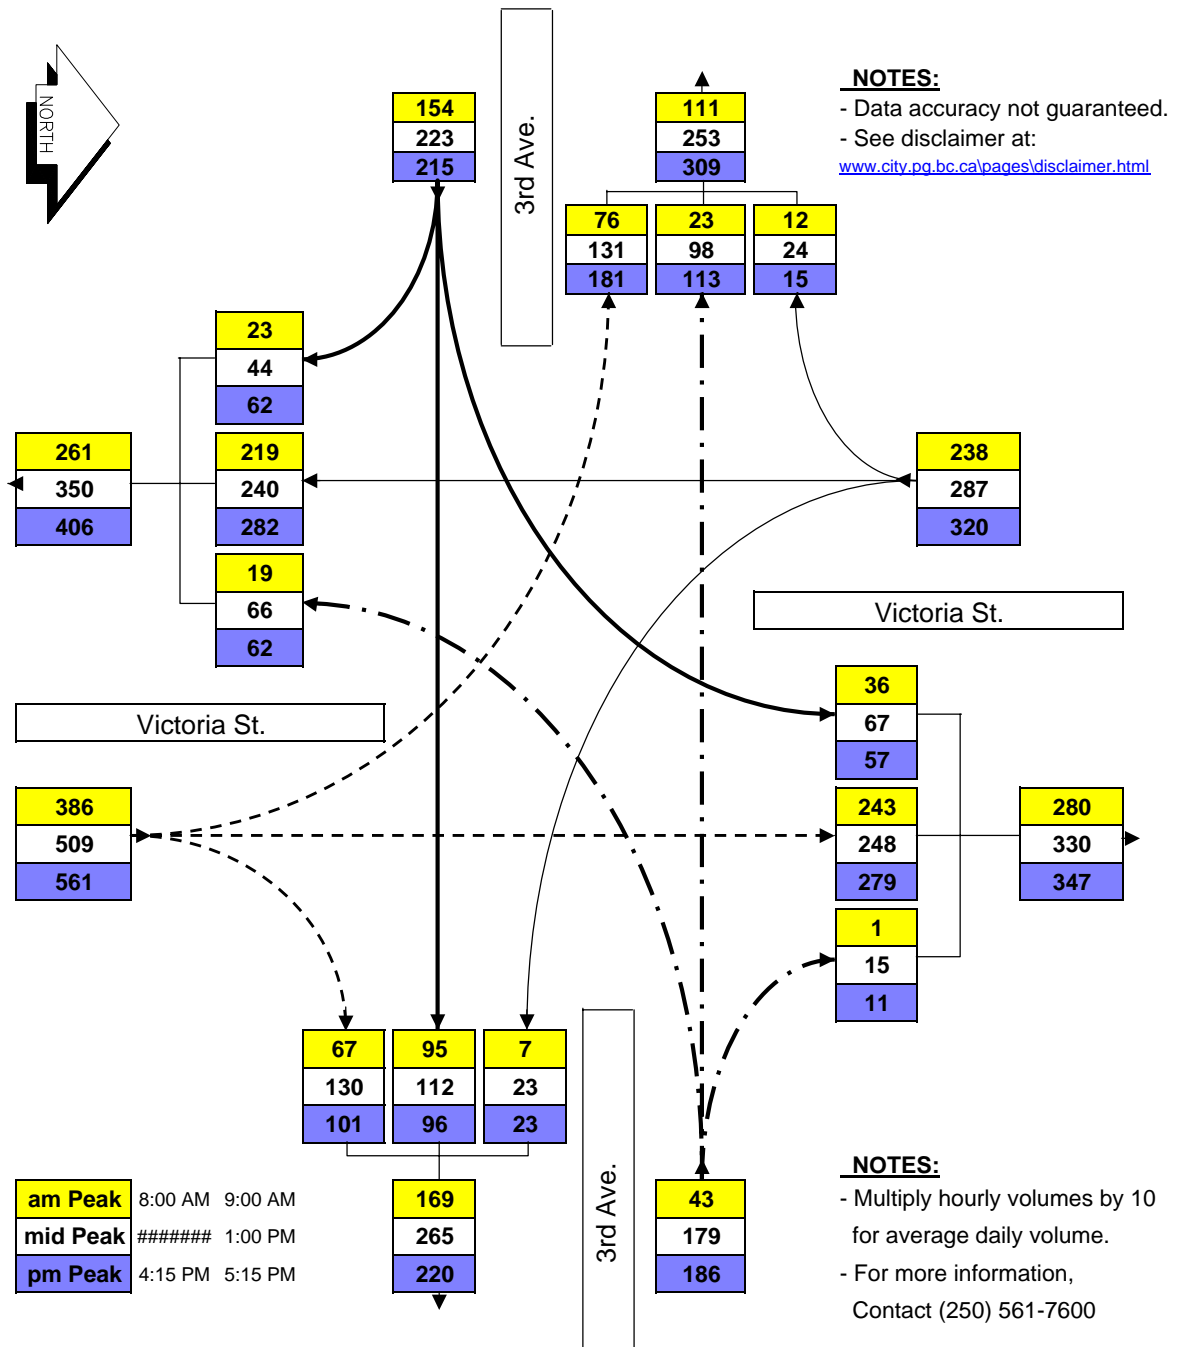 NORTH
154
223
215
3rd Ave.
111
253
309
NOTES:
- Data accuracy not guaranteed.
- See disclaimer at:
www.city.pg.bc.ca\pages\disclaimer.html
76 23 12
131 98 24
181 113 15
23
44
62
261
350
406
219
240
282
238
287
320
19
66
62
Victoria St.
36
67
57
Victoria St.
386
509
561
243
248
279
280
330
347
1
15
11
67 95 7
130 112 23
101 96 23
3rd Ave.
am Peak 8:00 AM 9:00 AM
mid Peak ####### 1:00 PM
pm Peak 4:15 PM 5:15 PM
169
265
220
43
179
186
NOTES:
- Multiply hourly volumes by 10
for average daily volume.
- For more information,
Contact (250) 561-7600